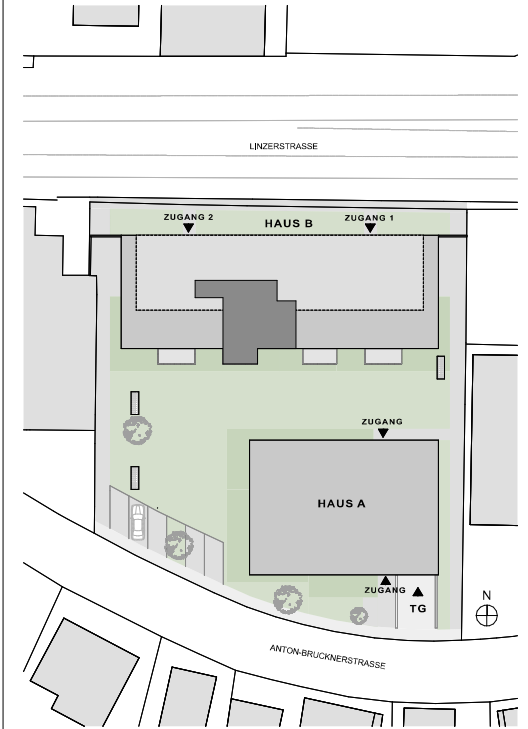 LINZERSTRASSE
ZUGANG 2
HAUS B
ZUGANG 1
ZUGANG
HAUS A
ZUGANG
TG
N
ANTON-BRUCKNERSTRASSE